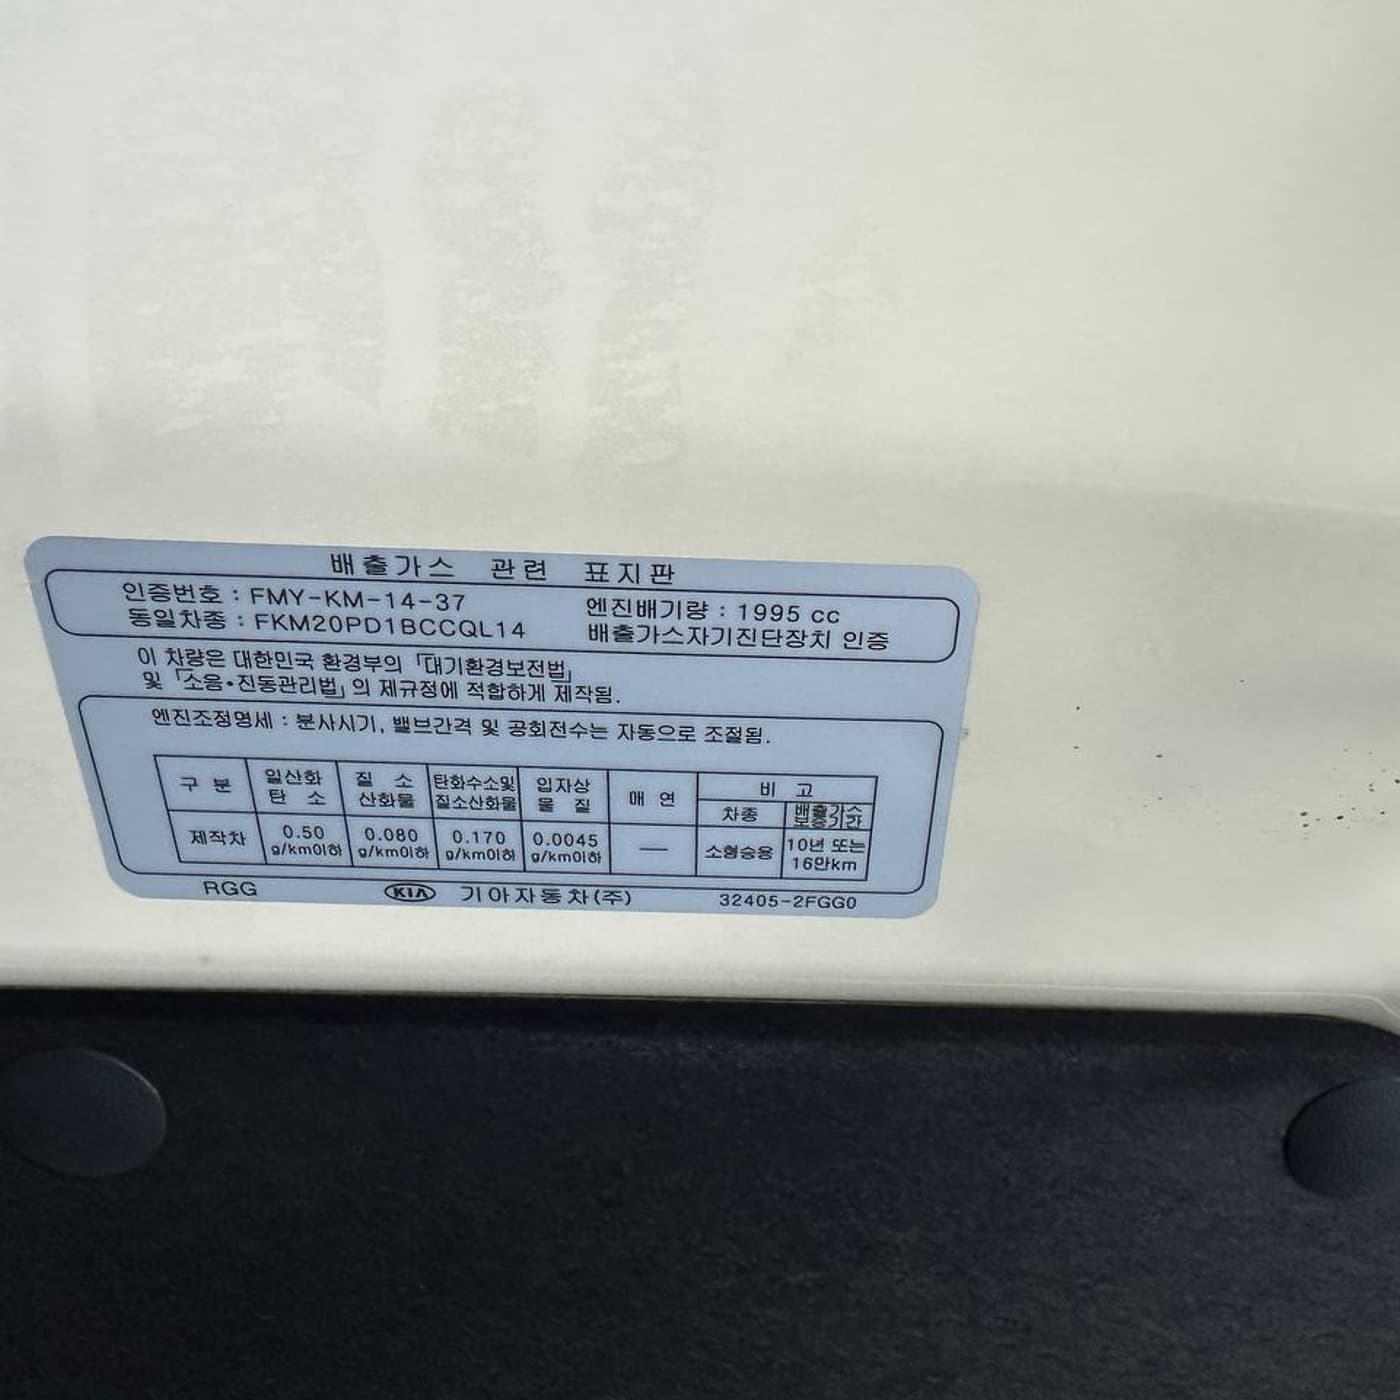 배출가스 관련 표지판
인증번호 : FMY-KM-14-37 엔진배기량 : 1995 cc
동일차종 : FKM20PD1BCCQL14 배출가스자기진단장치 인증
이 차량은 대한민국 환경부의 「대기환경보전법」
및 「소음•진동관리법」의 제규정에 적합하게 제작됨.
엔진조정명세 : 분사시기, 밸브간격 및 공회전수는 자동으로 조절됨.
구 분 일산화 탄 소 질 소 산화물 탄화수소및 질소산화물 입자상 물 질 매 연 비 고
차종 배출가스 보증기간
제작차 0.50 g/km이하 0.080 g/km이하 0.170 g/km이하 0.0045 g/km이하 — 소형승용 10년 또는 16만km
RGG KIA 기아자동차(주) 32405-2FGG0